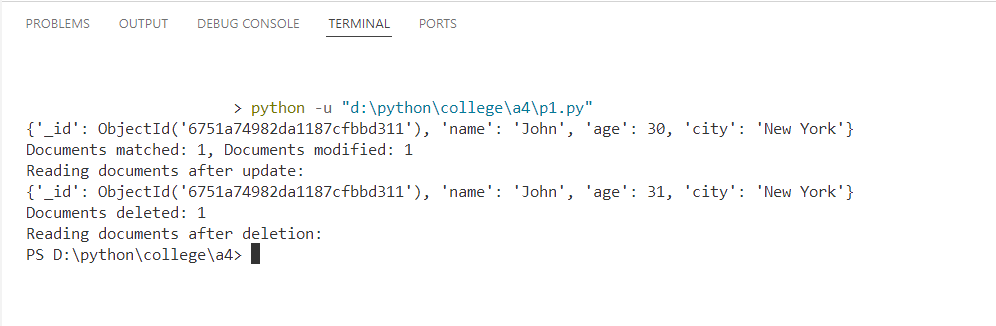 PROBLEMS OUTPUT DEBUG CONSOLE TERMINAL PORTS
> python -u "d:\python\college\a4\p1.py"
{'_id': ObjectId('6751a74982da1187cfbbd311'), 'name': 'John', 'age': 30, 'city': 'New York'}
Documents matched: 1, Documents modified: 1
Reading documents after update:
{'_id': ObjectId('6751a74982da1187cfbbd311'), 'name': 'John', 'age': 31, 'city': 'New York'}
Documents deleted: 1
Reading documents after deletion:
PS D:\python\college\a4>